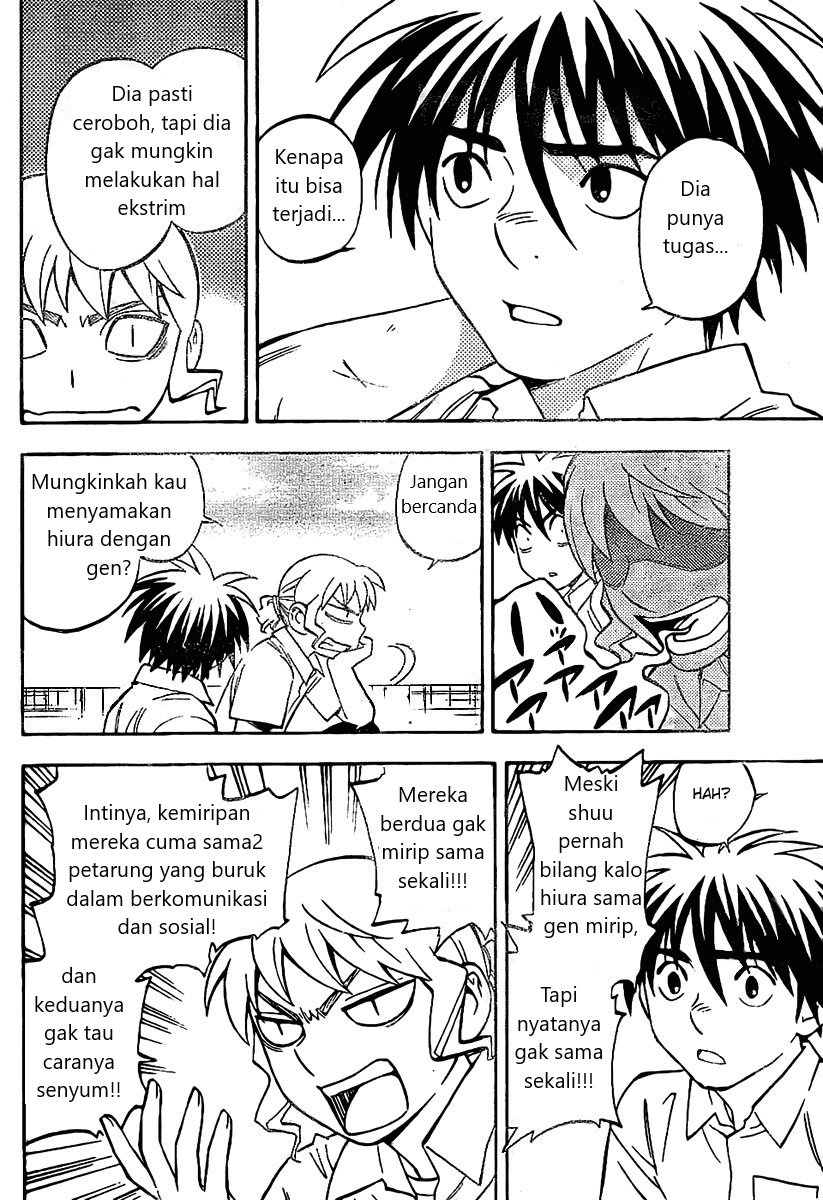 Dia
punya
tugas...
Kenapa
itu bisa
terjadi...
Dia pasti
ceroboh, tapi dia
gak mungkin
melakukan hal
ekstrim
Jangan
bercanda
Mungkinkah kau
menyamakan
hiura dengan
gen?
HAH?
Meski
shuu
pernah
bilang kalo
hiura sama
gen mirip,
Tapi
nyatanya
gak sama
sekali!!!
Mereka
berdua gak
mirip sama
sekali!!!
Intinya, kemiripan
mereka cuma sama2
petarung yang buruk
dalam berkomunikasi
dan sosial!
dan
keduanya
gak tau
caranya
senyum!!